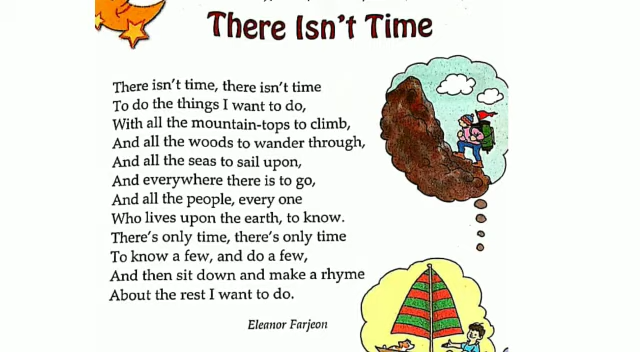 There Isn't Time
There isn't time, there isn't time
To do the things I want to do,
With all the mountain-tops to climb,
And all the woods to wander through,
And all the seas to sail upon,
And everywhere there is to go,
And all the people, every one
Who lives upon the earth, to know.
There's only time, there's only time
To know a few, and do a few,
And then sit down and make a rhyme
About the rest I want to do.
Eleanor Farjeon